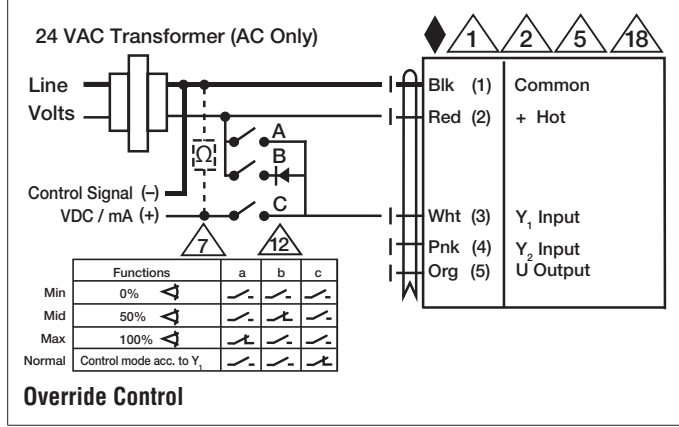 24 VAC Transformer (AC Only)
1 2 5 18
Line
Volts
Blk (1) Common
Red (2) + Hot
A
B
C
Ω
Control Signal (–)
VDC / mA (+)
Wht (3) Y1 Input
Pnk (4) Y2 Input
Org (5) U Output
7 12
Functions a b c
Min 0%
Mid 50%
Max 100%
Normal Control mode acc. to Y1
Override Control